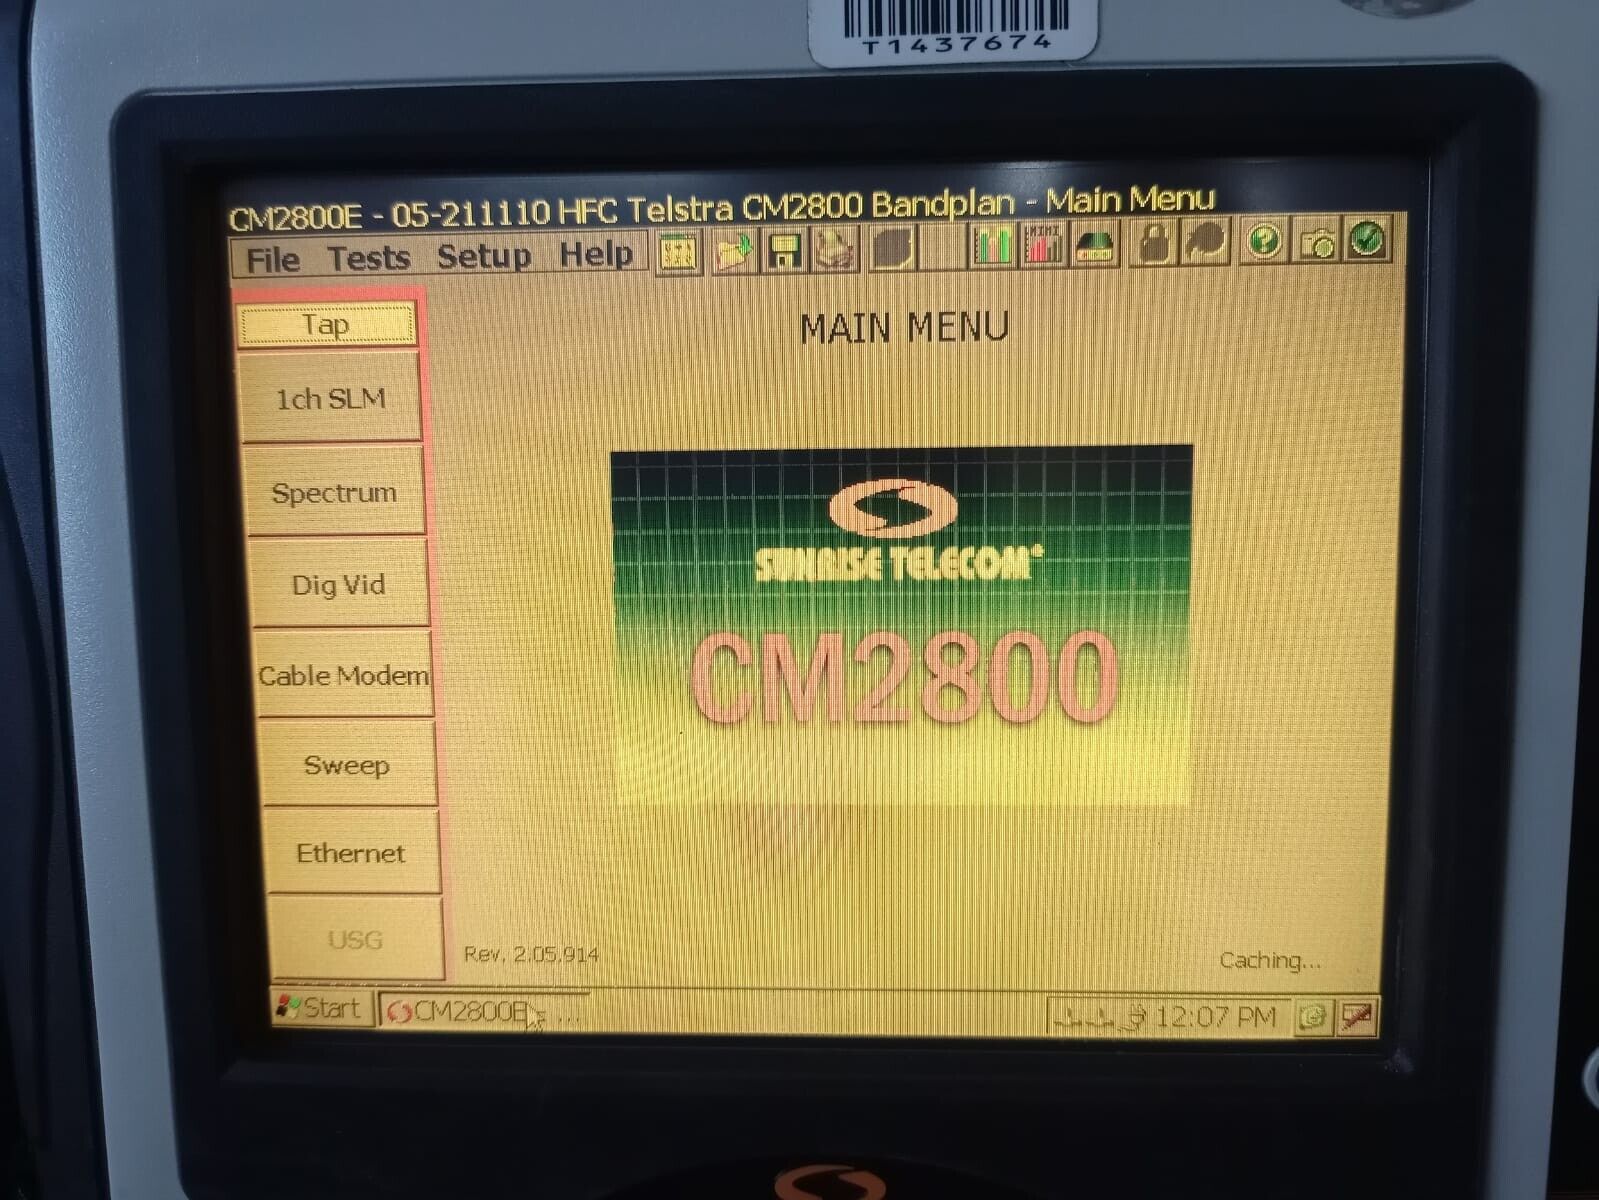 T1437674
CM2800E - 05-211110 HFC Telstra CM2800 Bandplan - Main Menu
File Tests Setup Help
MINI
Tap
MAIN MENU
1ch SLM
Spectrum
SUNRISE TELECOM®
Dig Vid
CM2800
Cable Modem
Sweep
Ethernet
USG
Rev. 2.05.914
Caching...
Start CM2800E - ... 12:07 PM